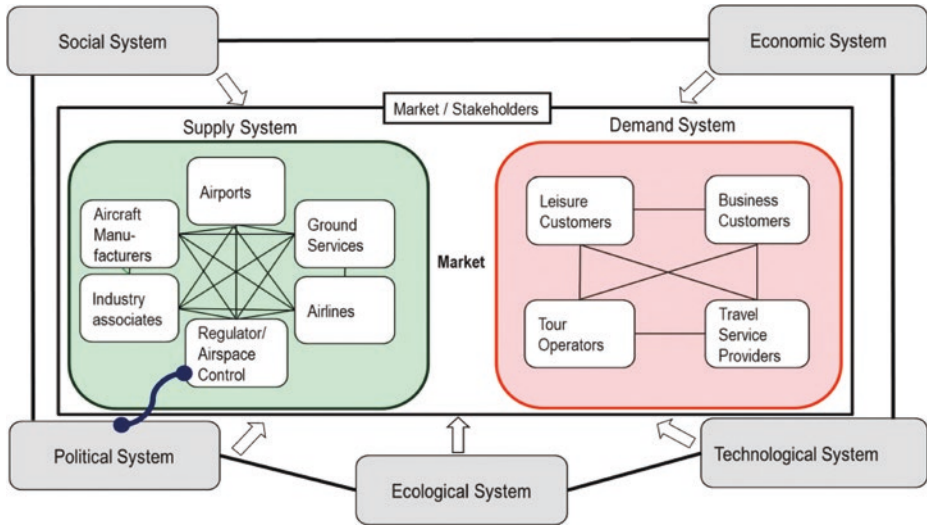 Social System
Economic System
Market / Stakeholders
Supply System
Demand System
Airports
Aircraft
Manu-
facturers
Ground
Services
Industry
associates
Airlines
Regulator/
Airspace
Control
Market
Leisure
Customers
Business
Customers
Tour
Operators
Travel
Service
Providers
Political System
Ecological System
Technological System